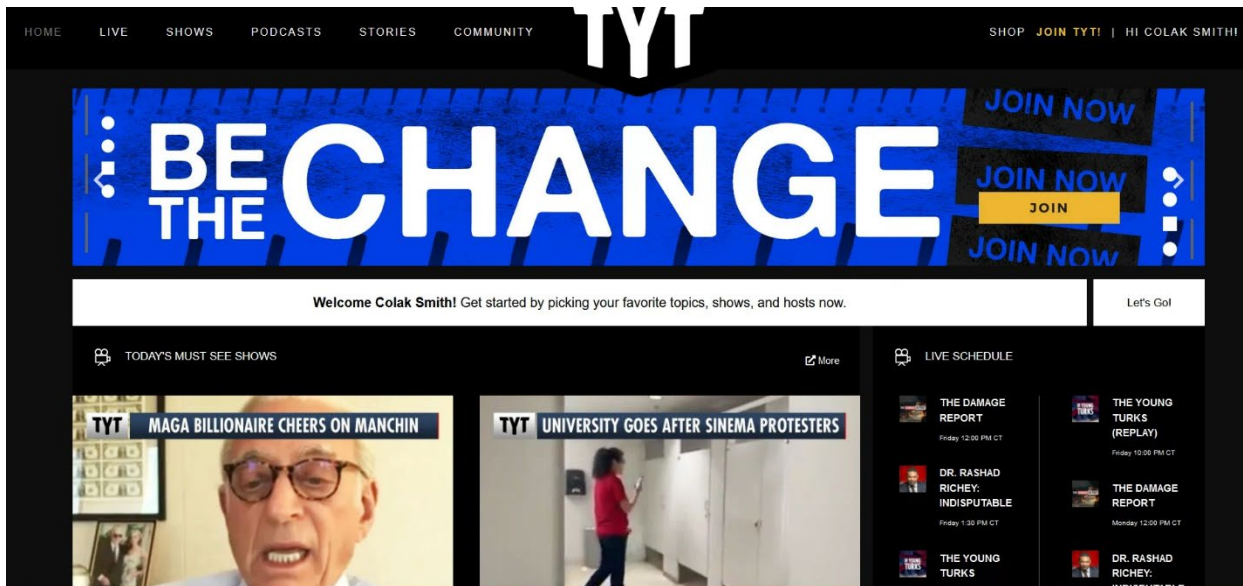 HOME LIVE SHOWS PODCASTS STORIES COMMUNITY
TYT
SHOP JOIN TYT! | HI COLAK SMITH!
BE THE CHANGE
JOIN NOW
JOIN NOW
JOIN
JOIN NOW
Welcome Colak Smith! Get started by picking your favorite topics, shows, and hosts now.
Let's Go!
TODAY'S MUST SEE SHOWS
More
TYT MAGA BILLIONAIRE CHEERS ON MANCHIN
TYT UNIVERSITY GOES AFTER SINEMA PROTESTERS
LIVE SCHEDULE
THE DAMAGE
REPORT
Friday 12:00 PM CT
DR. RASHAD
RICHEY:
INDISPUTABLE
Friday 1:30 PM CT
THE YOUNG
TURKS
THE YOUNG
TURKS
(REPLAY)
Friday 10:00 PM CT
THE DAMAGE
REPORT
Monday 12:00 PM CT
DR. RASHAD
RICHEY: